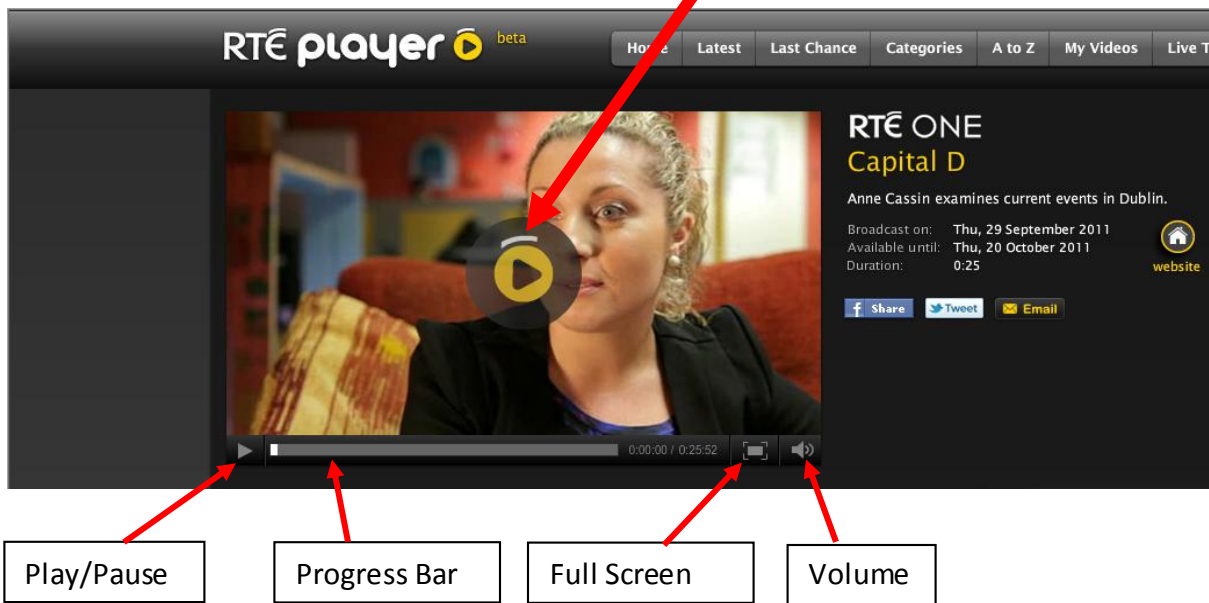 RTÉ player beta
Home Latest Last Chance Categories A to Z My Videos Live T
RTÉ ONE
Capital D
Anne Cassin examines current events in Dublin.
Broadcast on: Thu, 29 September 2011
Available until: Thu, 20 October 2011
Duration: 0:25
website
f Share Tweet Email
0:00:00 / 0:25:52
Play/Pause Progress Bar Full Screen Volume